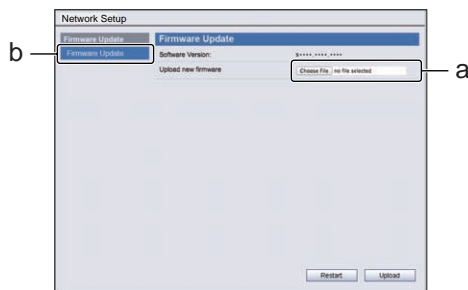 Network Setup
Firmware Update
Firmware Update
b
Firmware Update
Software Version:
S****.****.****
Upload new firmware
Choose File no file selected
a
Restart
Upload